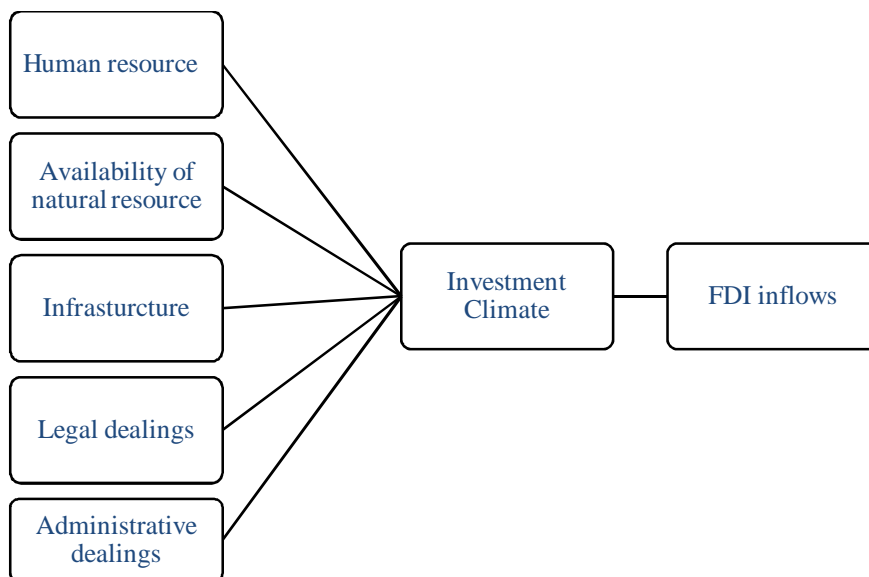 Human resource
Availability of
natural resource
Infrasturcture
Legal dealings
Administrative
dealings
Investment
Climate
FDI inflows